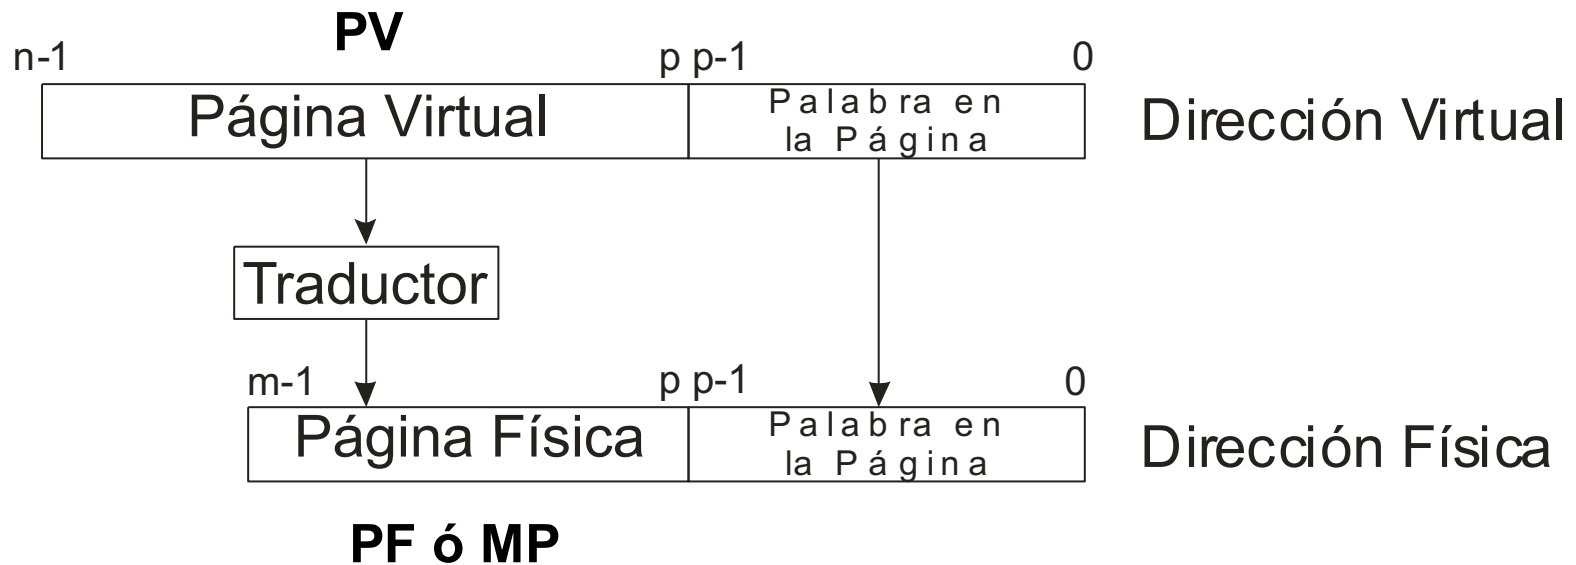 PV
n-1 p p-1 0
Página Virtual
Palabra en
la Página
Dirección Virtual
Traductor
m-1 p p-1 0
Página Física
Palabra en
la Página
Dirección Física
PF ó MP